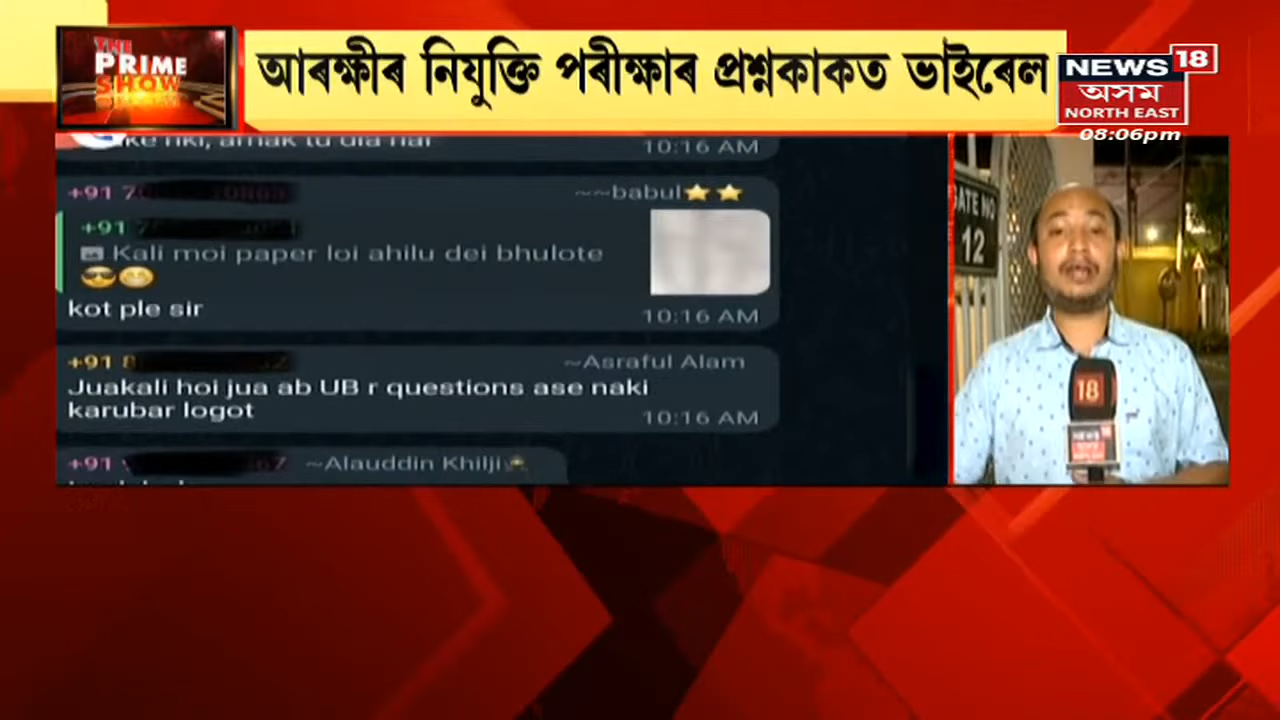 THE
PRIME
SHOW
আৰক্ষীৰ নিযুক্তি পৰীক্ষাৰ প্ৰশ্নকাকত ভাইৰেল
NEWS 18
অসম
NORTH EAST
08:06pm
10:16 AM
+91 7
~~babul⭐⭐
+91
Kali moi paper loi ahilu dei bhulote
😎😁
kot ple sir
10:16 AM
+91 8
~Asraful Alam
Juakali hoi jua ab UB r questions ase naki
karubar logot
10:16 AM
+91
~Alauddin Khilji
GATE NO
12
18
NEWS